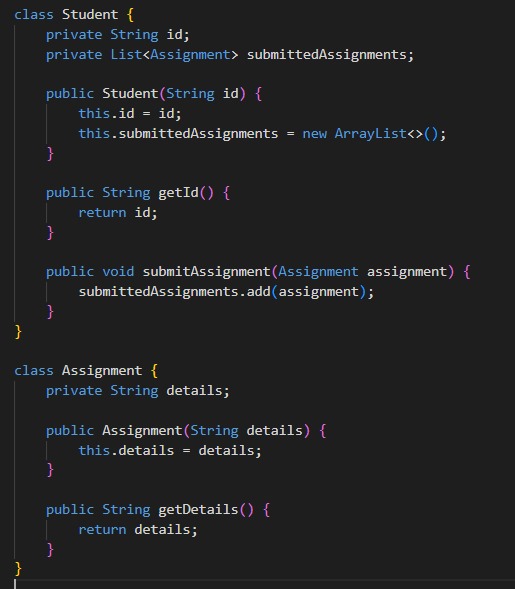 class Student {
    private String id;
    private List<Assignment> submittedAssignments;

    public Student(String id) {
        this.id = id;
        this.submittedAssignments = new ArrayList<>();
    }

    public String getId() {
        return id;
    }

    public void submitAssignment(Assignment assignment) {
        submittedAssignments.add(assignment);
    }
}

class Assignment {
    private String details;

    public Assignment(String details) {
        this.details = details;
    }

    public String getDetails() {
        return details;
    }
}